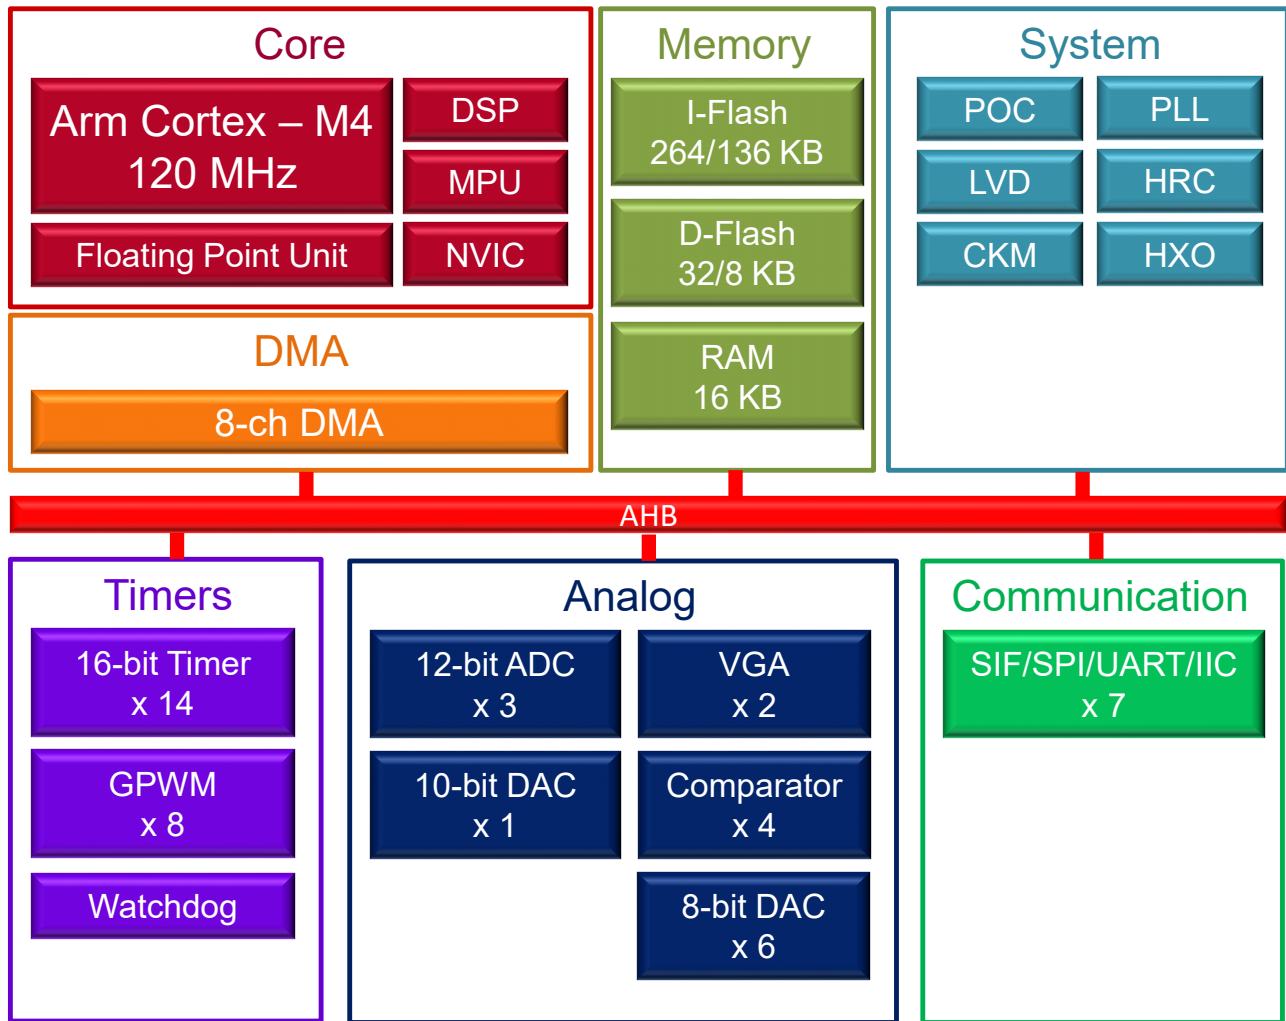 Core
Arm Cortex – M4
120 MHz
DSP
MPU
Floating Point Unit
NVIC
DMA
8-ch DMA
Memory
I-Flash
264/136 KB
D-Flash
32/8 KB
RAM
16 KB
System
POC
PLL
LVD
HRC
CKM
HXO
AHB
Timers
16-bit Timer
x 14
GPWM
x 8
Watchdog
Analog
12-bit ADC
x 3
VGA
x 2
10-bit DAC
x 1
Comparator
x 4
8-bit DAC
x 6
Communication
SIF/SPI/UART/IIC
x 7